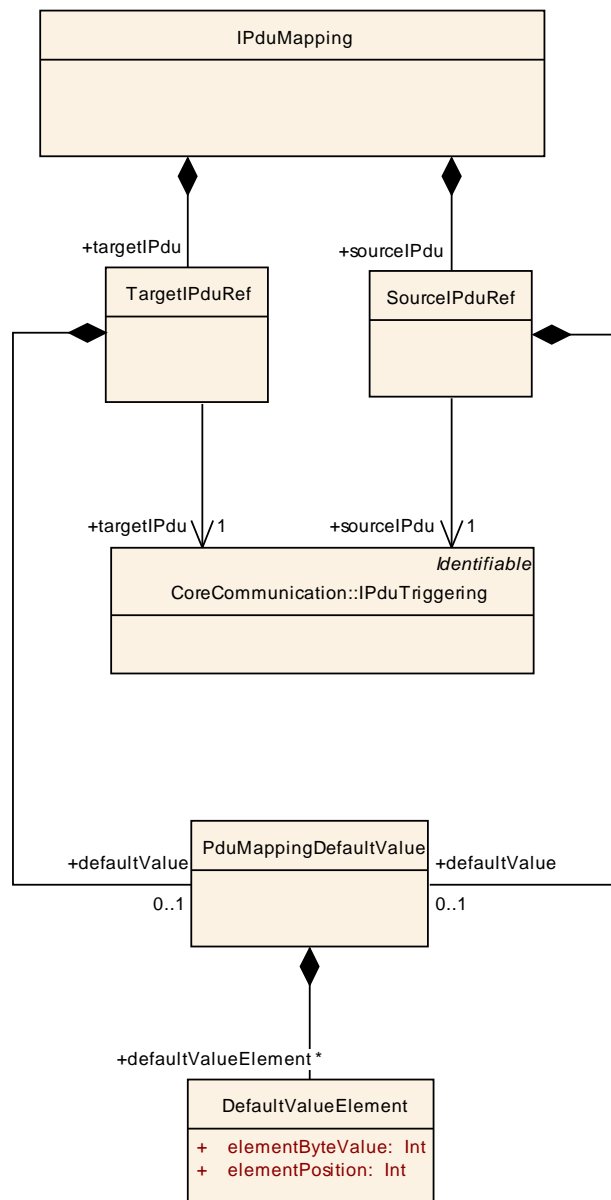 IPduMapping
+targetIPdu
+sourceIPdu
TargetIPduRef
SourceIPduRef
+targetIPdu 1
+sourceIPdu 1
Identifiable
CoreCommunication::IPduTriggering
PduMappingDefaultValue
+defaultValue
0..1
+defaultValue
0..1
+defaultValueElement *
DefaultValueElement
+ elementByteValue: Int
+ elementPosition: Int